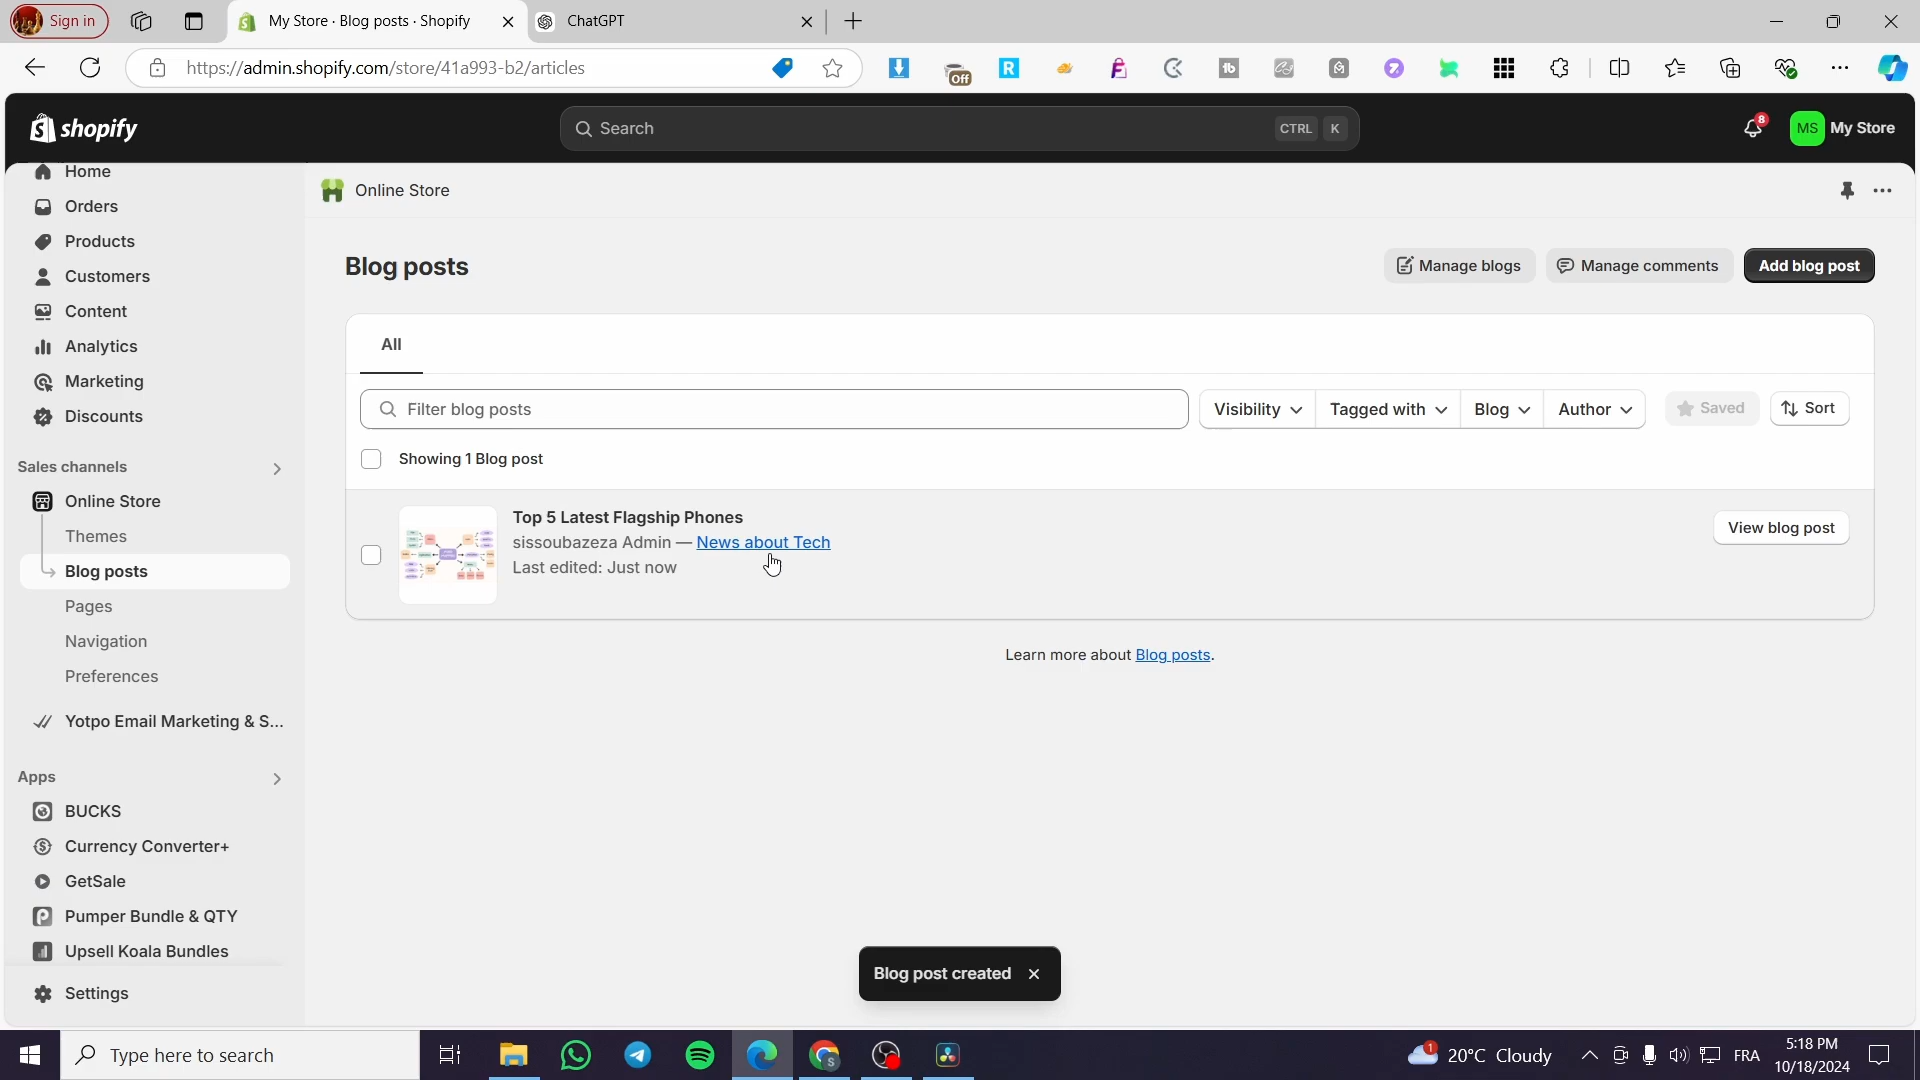 Sign in
My Store · Blog posts · Shopify
ChatGPT
https://admin.shopify.com/store/41a993-b2/articles
Off
shopify
Search
CTRL K
8
MS My Store
Home
Orders
Products
Customers
Content
Analytics
Marketing
Discounts
Sales channels
Online Store
Themes
Blog posts
Pages
Navigation
Preferences
Yotpo Email Marketing & S...
Apps
BUCKS
Currency Converter+
GetSale
Pumper Bundle & QTY
Upsell Koala Bundles
Settings
Online Store
Blog posts
Manage blogs
Manage comments
Add blog post
All
Filter blog posts
Visibility
Tagged with
Blog
Author
Saved
Sort
Showing 1 Blog post
Top 5 Latest Flagship Phones
sissoubazeza Admin — News about Tech
Last edited: Just now
View blog post
Learn more about Blog posts.
Blog post created
Type here to search
1
20°C Cloudy
FRA
5:18 PM
10/18/2024